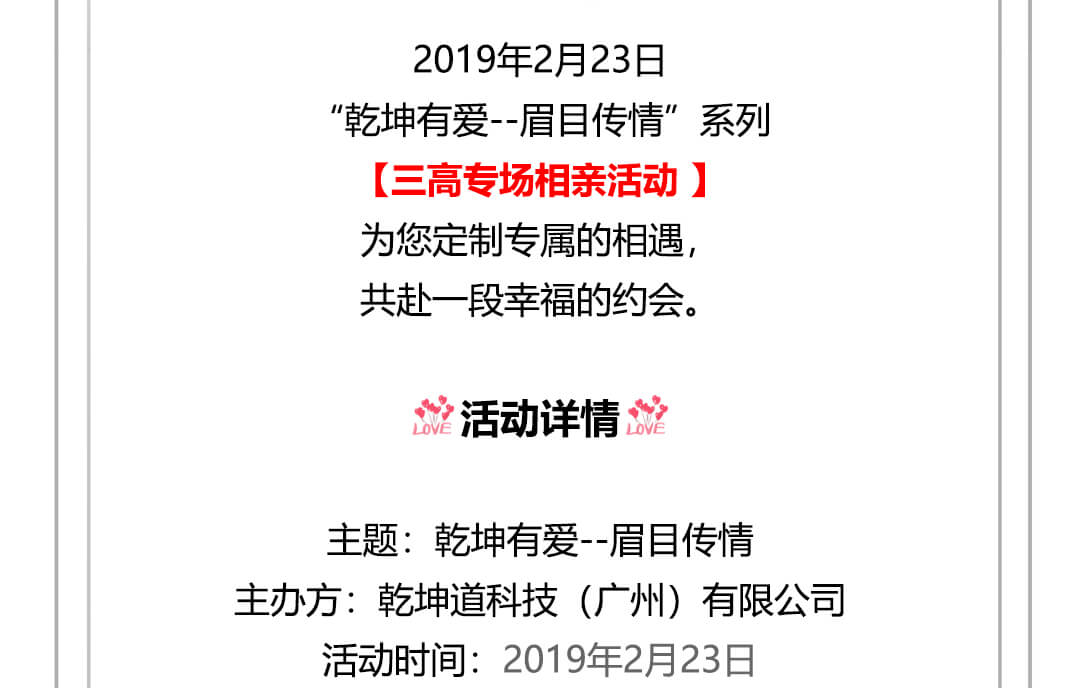 2019年2月23日
“乾坤有爱--眉目传情”系列
【三高专场相亲活动 】
为您定制专属的相遇，
共赴一段幸福的约会。
LOVE 活动详情 LOVE
主题：乾坤有爱--眉目传情
主办方：乾坤道科技（广州）有限公司
活动时间：2019年2月23日